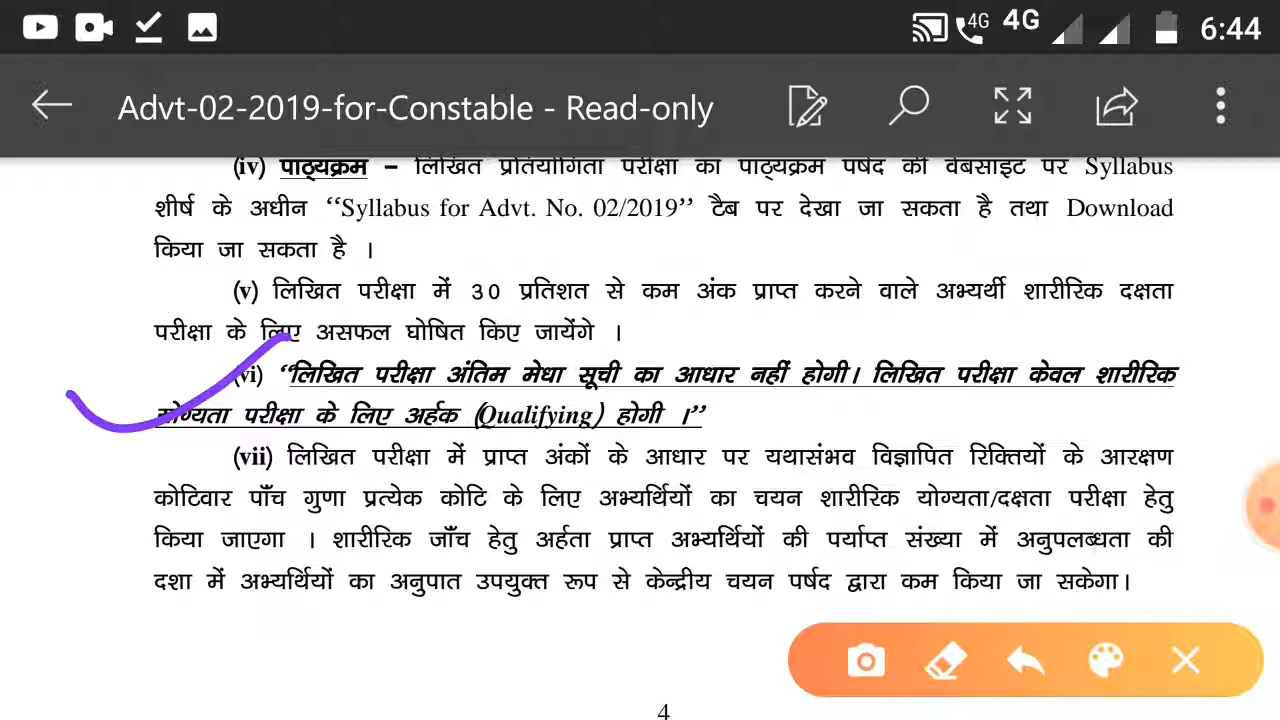 4G 4G 6:44
Advt-02-2019-for-Constable - Read-only
(iv) पाठ्यक्रम – लिखित प्रतियोगिता परीक्षा का पाठ्यक्रम पर्षद की वेबसाइट पर Syllabus
शीर्ष के अधीन “Syllabus for Advt. No. 02/2019” टैब पर देखा जा सकता है तथा Download
किया जा सकता है ।
(v) लिखित परीक्षा में 30 प्रतिशत से कम अंक प्राप्त करने वाले अभ्यर्थी शारीरिक दक्षता
परीक्षा के लिए असफल घोषित किए जायेंगे ।
(vi) “लिखित परीक्षा अंतिम मेधा सूची का आधार नहीं होगी। लिखित परीक्षा केवल शारीरिक
योग्यता परीक्षा के लिए अर्हक (Qualifying) होगी ।”
(vii) लिखित परीक्षा में प्राप्त अंकों के आधार पर यथासंभव विज्ञापित रिक्तियों के आरक्षण
कोटिवार पाँच गुणा प्रत्येक कोटि के लिए अभ्यर्थियों का चयन शारीरिक योग्यता/दक्षता परीक्षा हेतु
किया जाएगा । शारीरिक जाँच हेतु अर्हता प्राप्त अभ्यर्थियों की पर्याप्त संख्या में अनुपलब्धता की
दशा में अभ्यर्थियों का अनुपात उपयुक्त रूप से केन्द्रीय चयन पर्षद द्वारा कम किया जा सकेगा।
4